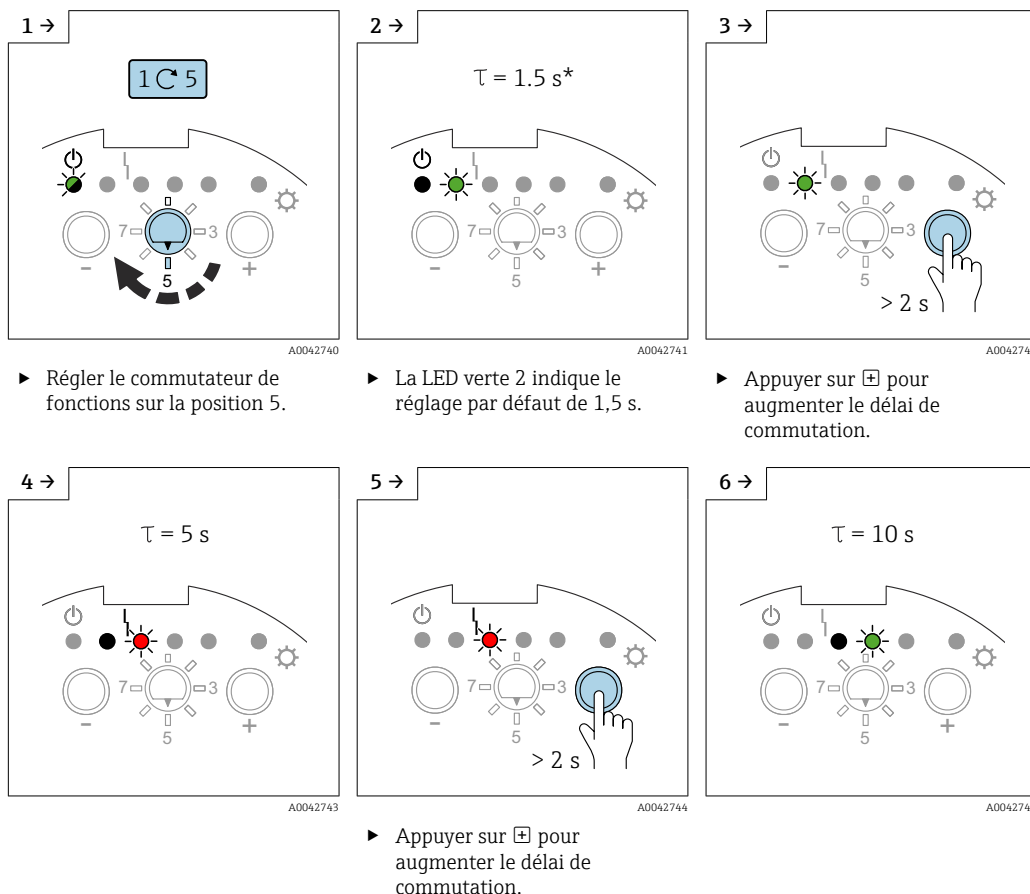 1 →
1 5
7
3
5
- +
A0042740
► Régler le commutateur de
fonctions sur la position 5.
2 →
τ = 1.5 s*
7
3
5
- +
A0042741
► La LED verte 2 indique le
réglage par défaut de 1,5 s.
3 →
7
3
5
- +
> 2 s
A004274
► Appuyer sur + pour
augmenter le délai de
commutation.
4 →
τ = 5 s
7
3
5
- +
A0042743
5 →
7
3
5
-
> 2 s
A0042744
► Appuyer sur + pour
augmenter le délai de
commutation.
6 →
τ = 10 s
7
3
5
- +
A004274